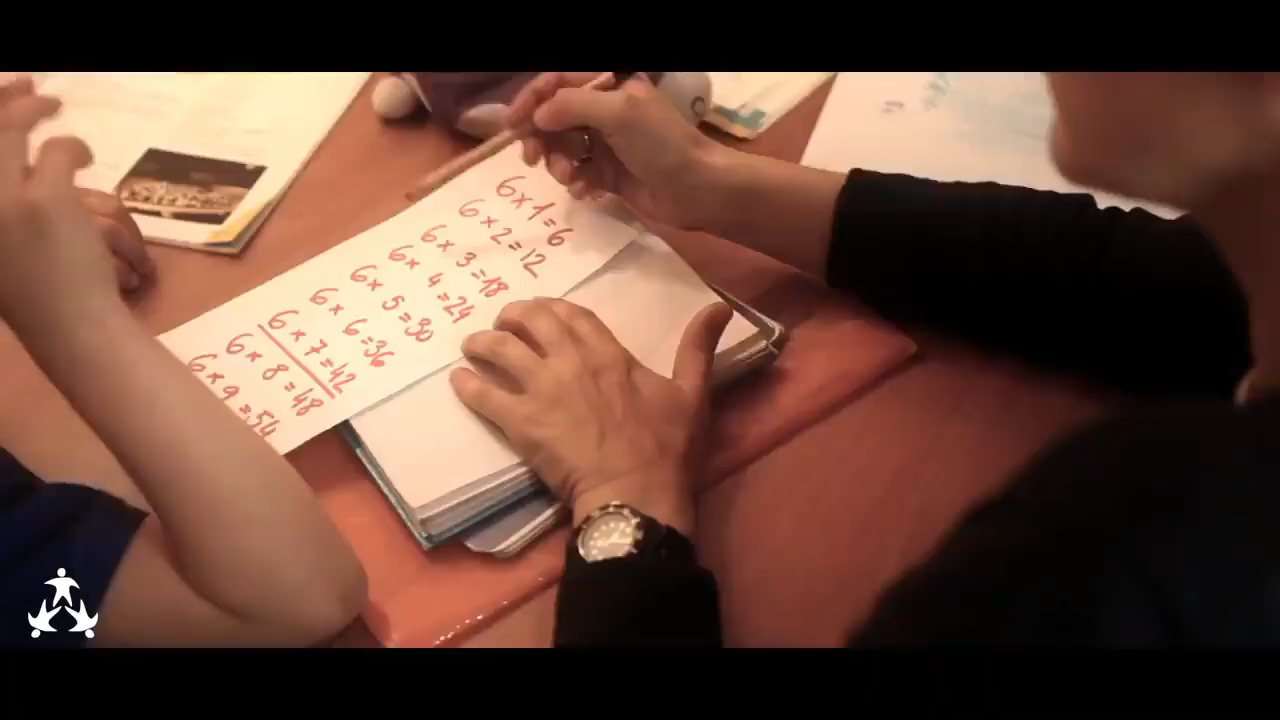 6 x 1 = 6
6 x 2 = 12
6 x 3 = 18
6 x 4 = 24
6 x 5 = 30
6 x 6 = 36
6 x 7 = 42
6 x 8 = 48
6 x 9 = 54